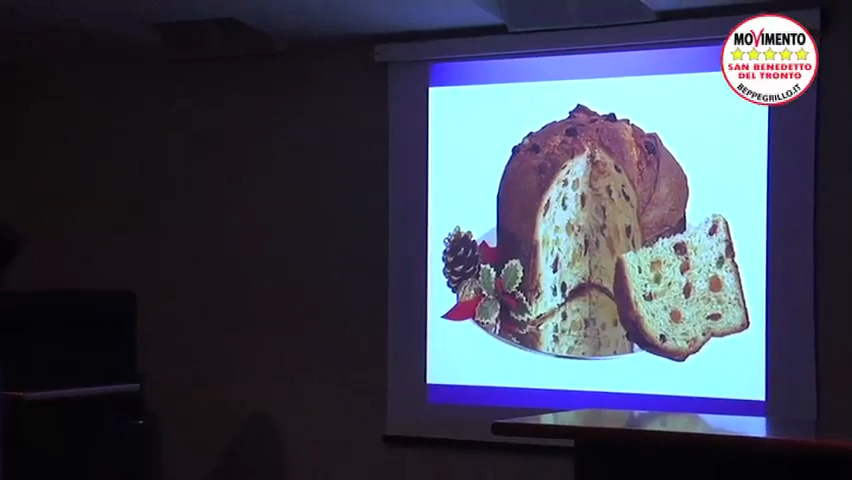 MOVIMENTO
SAN BENEDETTO
DEL TRONTO
BEPPEGRILLO.IT